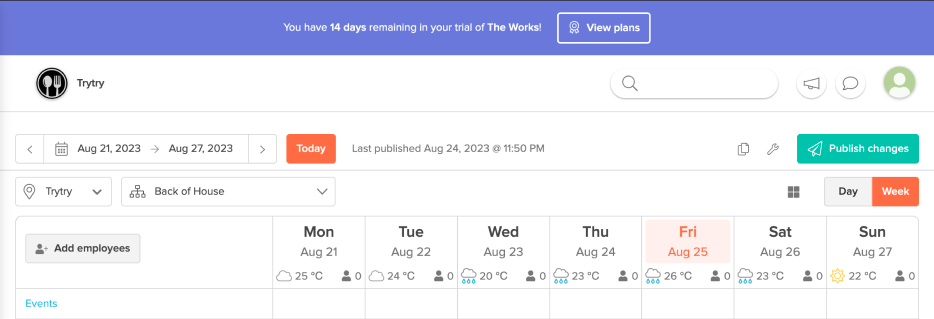 You have 14 days remaining in your trial of The Works! View plans
Trytry
Aug 21, 2023 → Aug 27, 2023 Today Last published Aug 24, 2023 @ 11:50 PM Publish changes
Trytry Back of House Day Week
Add employees
Mon Tue Wed Thu Fri Sat Sun
Aug 21 Aug 22 Aug 23 Aug 24 Aug 25 Aug 26 Aug 27
25 °C 0 24 °C 0 20 °C 0 23 °C 0 26 °C 0 23 °C 0 22 °C 0
Events